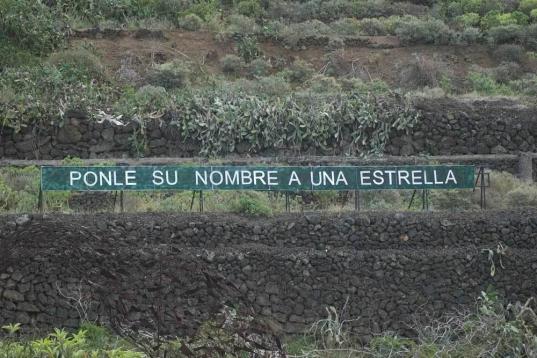 PONLE SU NOMBRE A UNA ESTRELLA